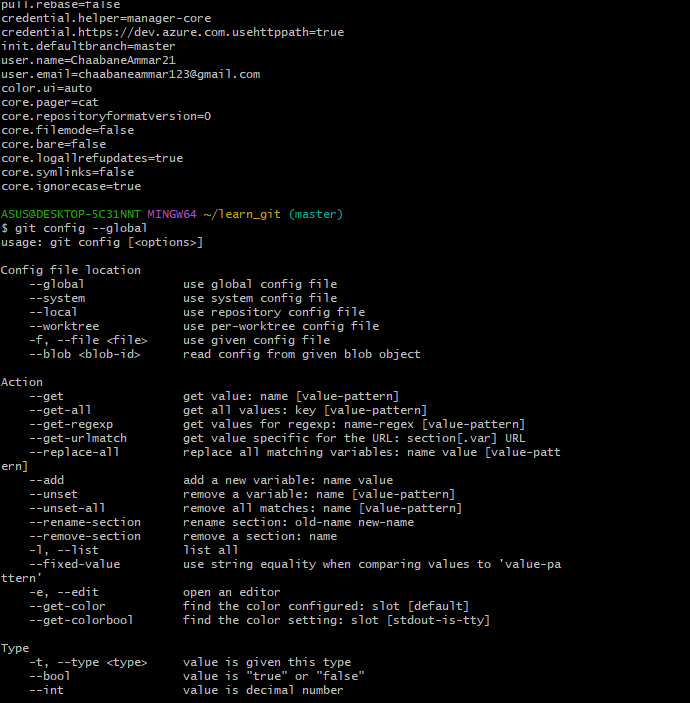 pull.rebase=false
credential.helper=manager-core
credential.https://dev.azure.com.usehttppath=true
init.defaultbranch=master
user.name=ChaabaneAmmar21
user.email=chaabaneammar123@gmail.com
color.ui=auto
core.pager=cat
core.repositoryformatversion=0
core.filemode=false
core.bare=false
core.logallrefupdates=true
core.symlinks=false
core.ignorecase=true
ASUS@DESKTOP-5C31NNT MINGW64 ~/learn_git (master)
$ git config --global
usage: git config [<options>]
Config file location
    --global              use global config file
    --system              use system config file
    --local               use repository config file
    --worktree            use per-worktree config file
    -f, --file <file>     use given config file
    --blob <blob-id>      read config from given blob object
Action
    --get                 get value: name [value-pattern]
    --get-all             get all values: key [value-pattern]
    --get-regexp          get values for regexp: name-regex [value-pattern]
    --get-urlmatch        get value specific for the URL: section[.var] URL
    --replace-all         replace all matching variables: name value [value-patt
ern]
    --add                 add a new variable: name value
    --unset               remove a variable: name [value-pattern]
    --unset-all           remove all matches: name [value-pattern]
    --rename-section      rename section: old-name new-name
    --remove-section      remove a section: name
    -l, --list            list all
    --fixed-value         use string equality when comparing values to 'value-pa
ttern'
    -e, --edit            open an editor
    --get-color           find the color configured: slot [default]
    --get-colorbool       find the color setting: slot [stdout-is-tty]
Type
    -t, --type <type>     value is given this type
    --bool                value is "true" or "false"
    --int                 value is decimal number